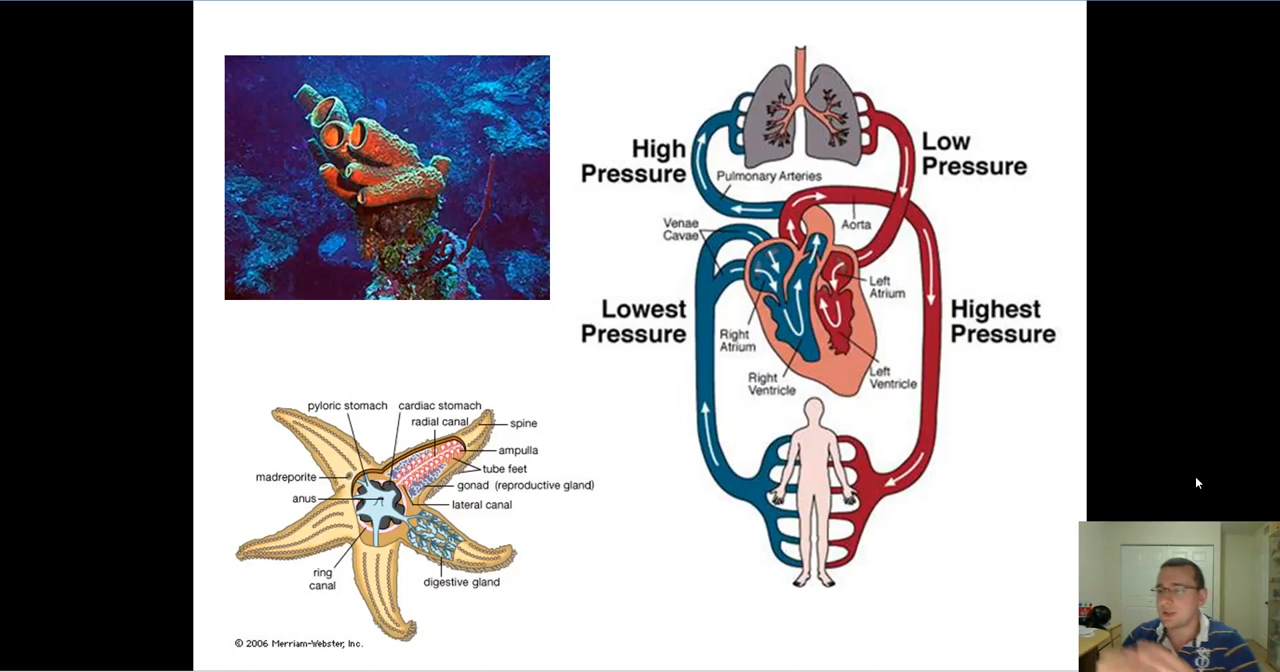 High
Pressure
Low
Pressure
Pulmonary Arteries
Venae
Cavae
Aorta
Left
Atrium
Lowest
Pressure
Highest
Pressure
Right
Atrium
Right
Ventricle
Left
Ventricle
pyloric stomach
cardiac stomach
radial canal
spine
ampulla
tube feet
madreporite
gonad (reproductive gland)
anus
lateral canal
ring
canal
digestive gland
© 2006 Merriam-Webster, Inc.